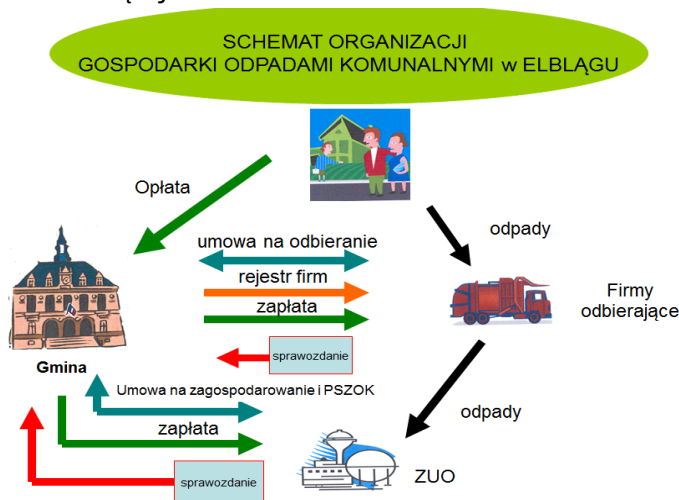 SCHEMAT ORGANIZACJI
GOSPODARKI ODPADAMI KOMUNALNYMI w ELBLĄGU
Opłata
odpady
umowa na odbieranie
rejestr firm
zapłata
Firmy
odbierające
sprawozdanie
Gmina
Umowa na zagospodarowanie i PSZOK
odpady
zapłata
sprawozdanie
ZUO